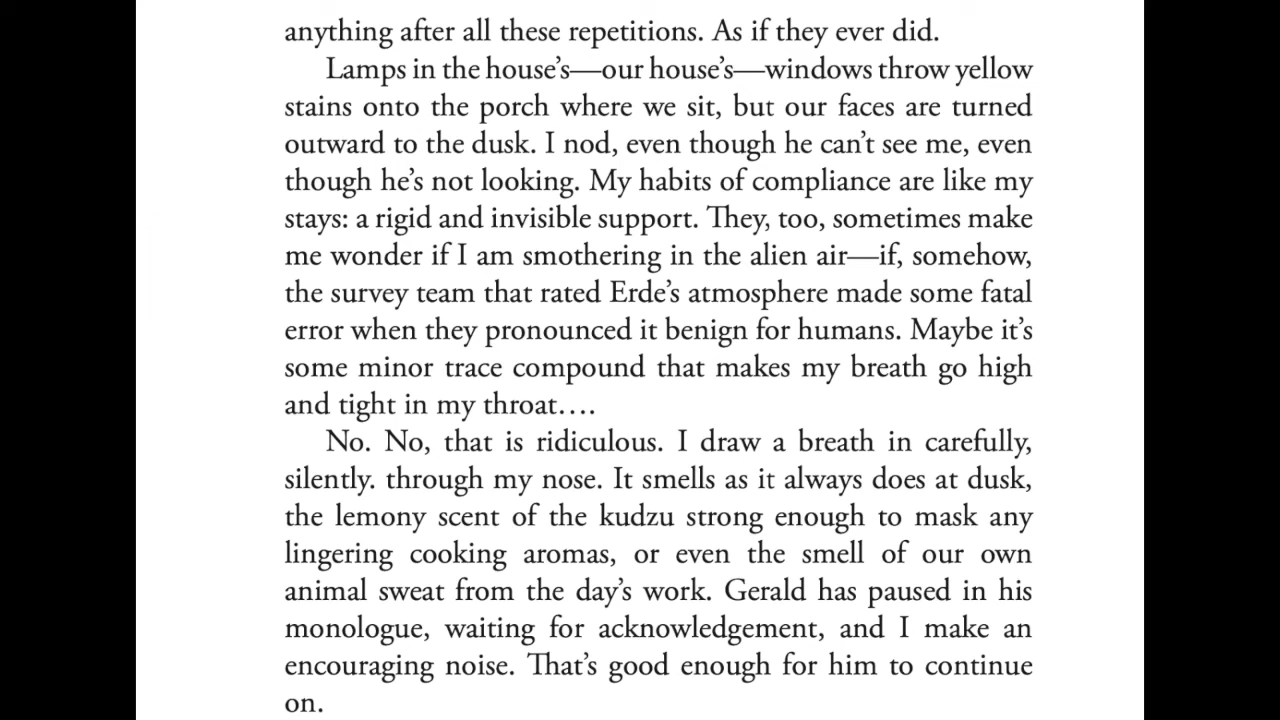 anything after all these repetitions. As if they ever did.
Lamps in the house’s—our house’s—windows throw yellow
stains onto the porch where we sit, but our faces are turned
outward to the dusk. I nod, even though he can’t see me, even
though he’s not looking. My habits of compliance are like my
stays: a rigid and invisible support. They, too, sometimes make
me wonder if I am smothering in the alien air—if, somehow,
the survey team that rated Erde’s atmosphere made some fatal
error when they pronounced it benign for humans. Maybe it’s
some minor trace compound that makes my breath go high
and tight in my throat….
No. No, that is ridiculous. I draw a breath in carefully,
silently. through my nose. It smells as it always does at dusk,
the lemony scent of the kudzu strong enough to mask any
lingering cooking aromas, or even the smell of our own
animal sweat from the day’s work. Gerald has paused in his
monologue, waiting for acknowledgement, and I make an
encouraging noise. That’s good enough for him to continue
on.